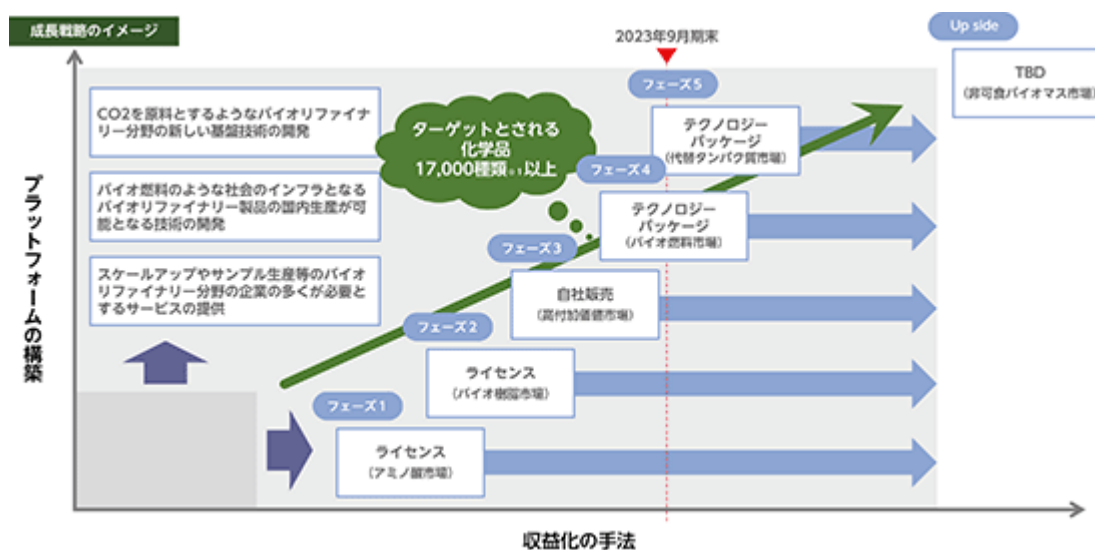 成長戦略のイメージ
2023年9月期末
Up side
TBD
(非可食バイオマス市場)
CO2を原料とするようなバイオリファイナ
リー分野の新しい基盤技術の開発
バイオ燃料のような社会のインフラとなる
バイオリファイナリー製品の国内生産が可
能となる技術の開発
スケールアップやサンプル生産等のバイオ
リファイナリー分野の企業の多くが必要と
するサービスの提供
ターゲットとされる
化学品
17,000種類※1以上
フェーズ5
テクノロジー
パッケージ
(代替タンパク質市場)
フェーズ4
テクノロジー
パッケージ
(バイオ燃料市場)
フェーズ3
自社販売
(高付加価値市場)
フェーズ2
ライセンス
(バイオ樹脂市場)
フェーズ1
ライセンス
(アミノ酸市場)
プラットフォームの構築
収益化の手法